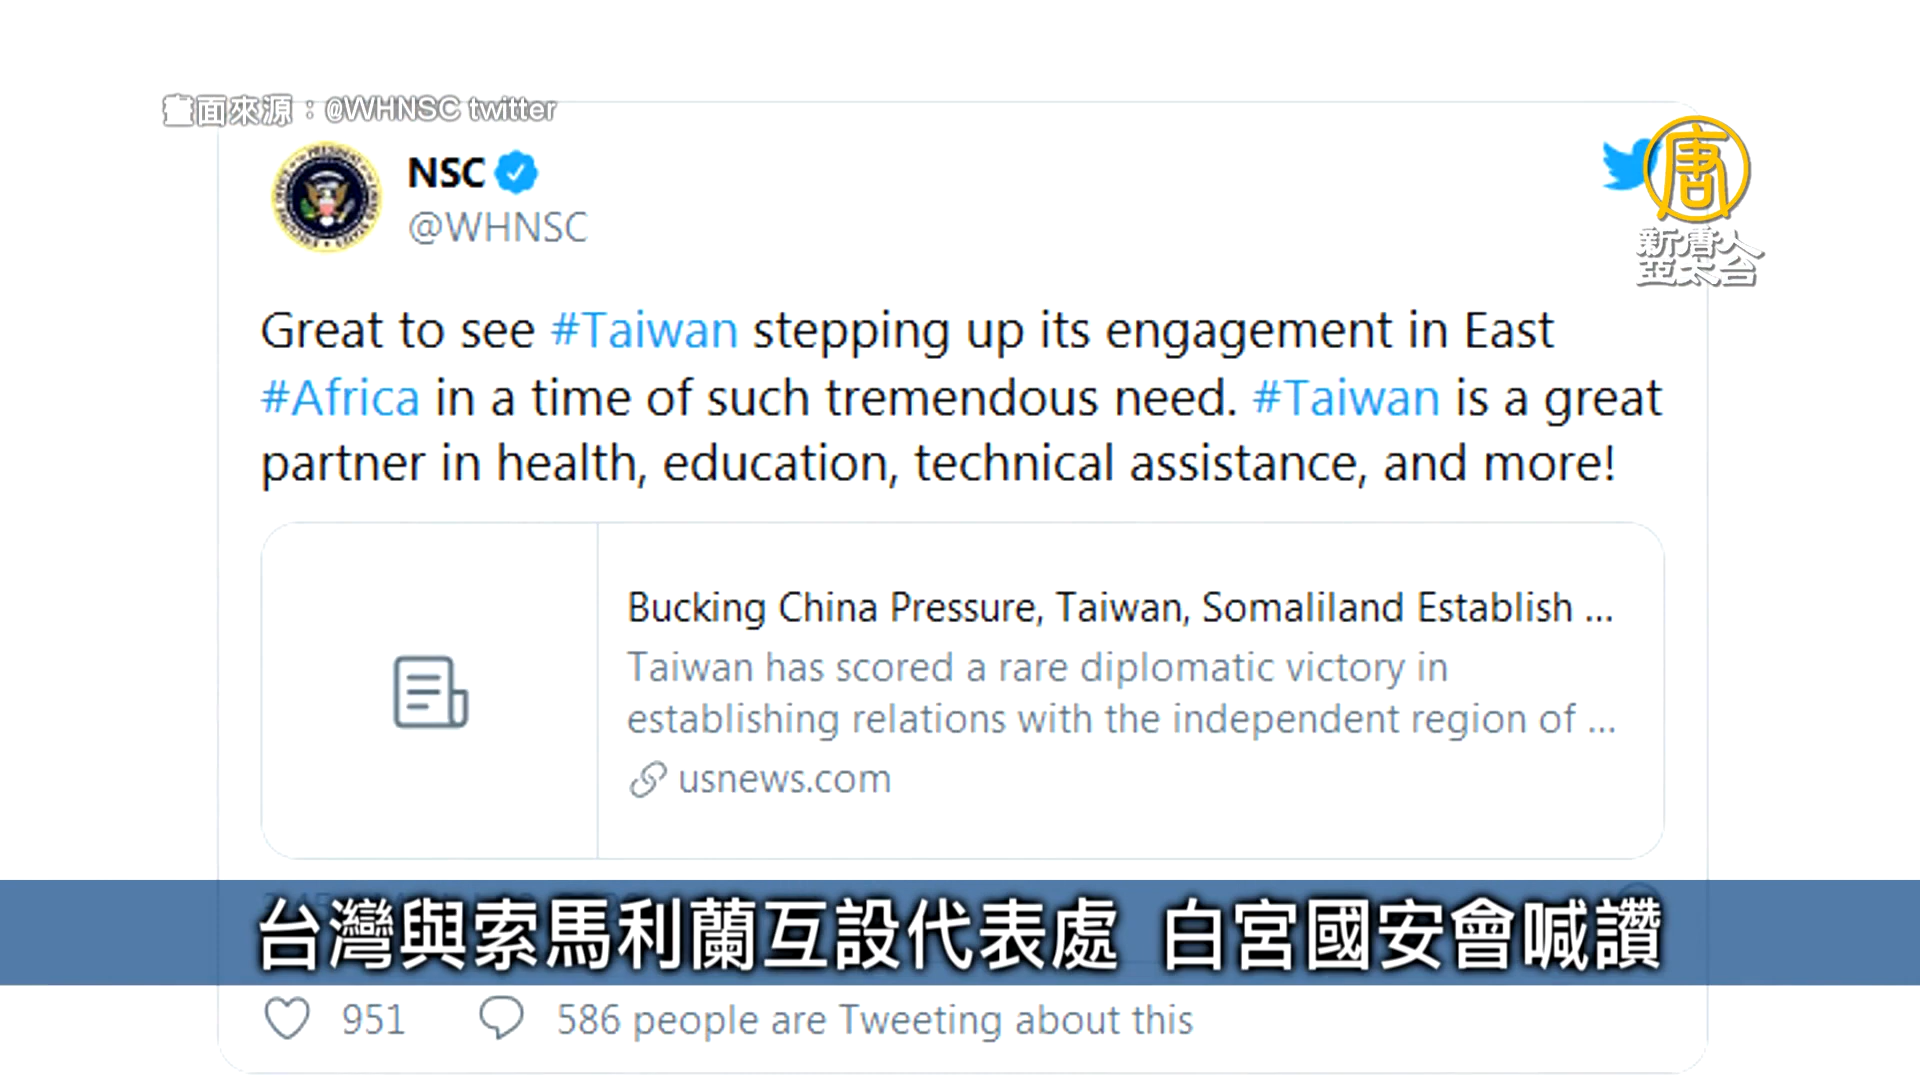 畫面來源：@WHNSC twitter
NSC
@WHNSC
唐
新唐人
亞太台
Great to see #Taiwan stepping up its engagement in East
#Africa in a time of such tremendous need. #Taiwan is a great
partner in health, education, technical assistance, and more!
Bucking China Pressure, Taiwan, Somaliland Establish ...
Taiwan has scored a rare diplomatic victory in
establishing relations with the independent region of ...
usnews.com
台灣與索馬利蘭互設代表處 白宮國安會喊讚
951 586 people are Tweeting about this